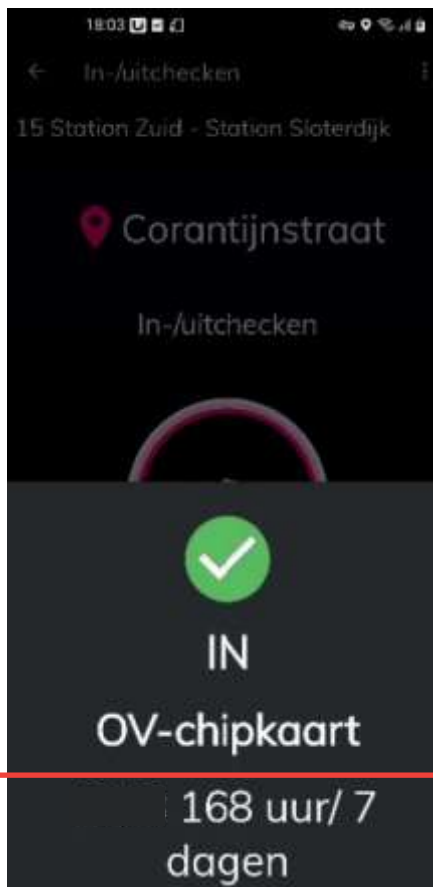 18:03
In-/uitchecken
15 Station Zuid - Station Sloterdijk
Corantijnstraat
In-/uitchecken
IN
OV-chipkaart
168 uur/ 7
dagen